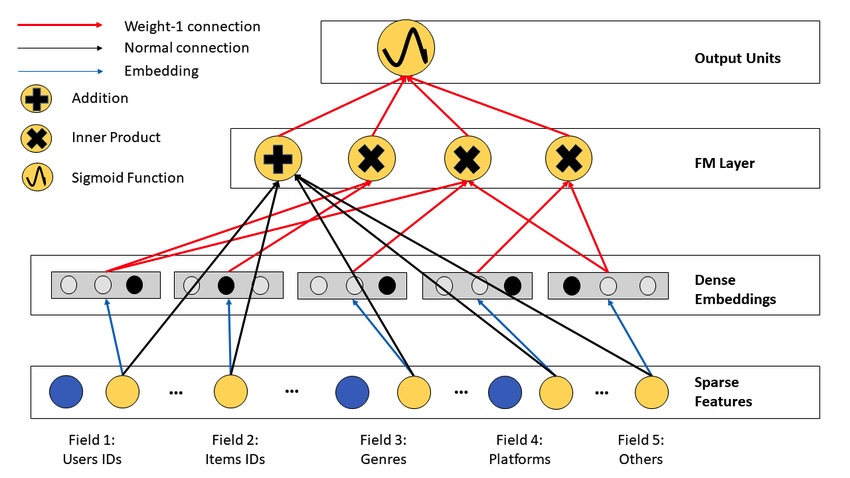 Weight-1 connection
Normal connection
Embedding
Addition
Inner Product
Sigmoid Function
Output Units
FM Layer
Dense
Embeddings
... ... ... ...
Sparse
Features
Field 1:
Users IDs
Field 2:
Items IDs
Field 3:
Genres
Field 4:
Platforms
Field 5:
Others